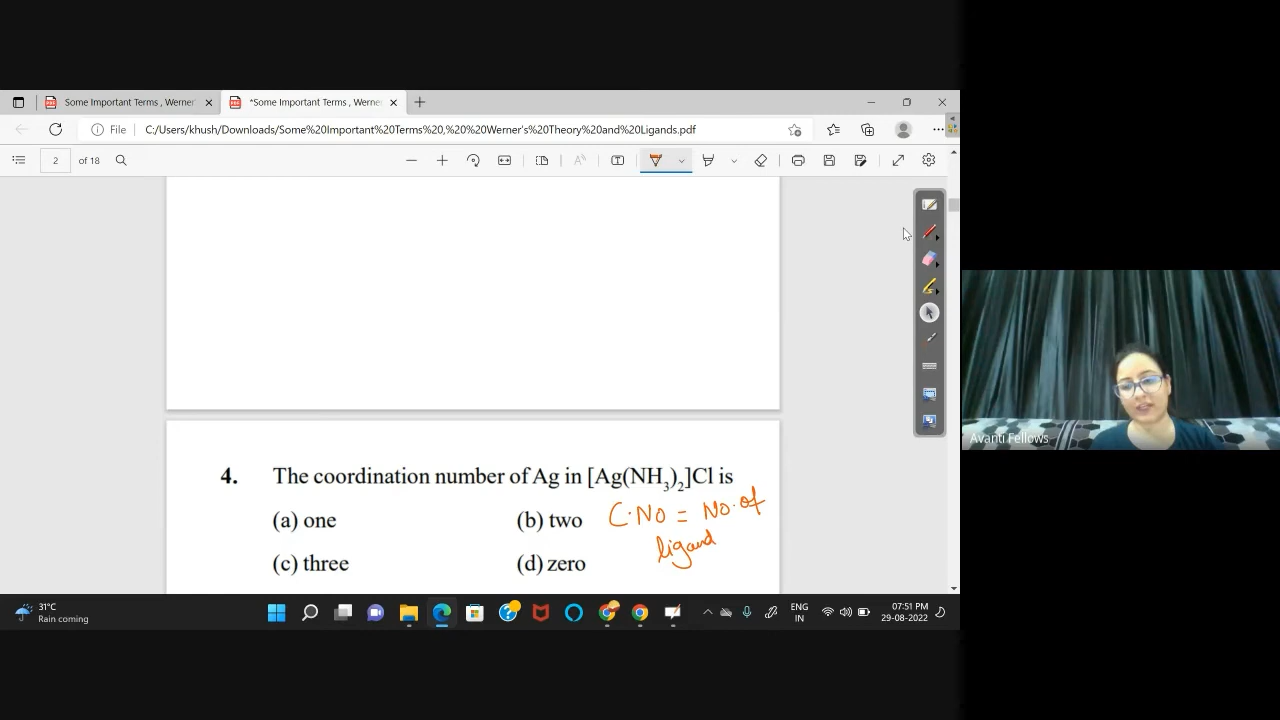 Some Important Terms , Werner
*Some Important Terms , Werne
File
C:/Users/khish/Downloads/Some%20Important%20Terms%20,%20%20Werner's%20Theory%20and%20Ligands.pdf
2 of 18
4. The coordination number of Ag in [Ag(NH₃)₂]Cl is
(a) one (b) two
(c) three (d) zero
C·No = No·of
ligand
Avanti Fellows
31°C
Rain coming
ENG
IN
07:51 PM
29-08-2022